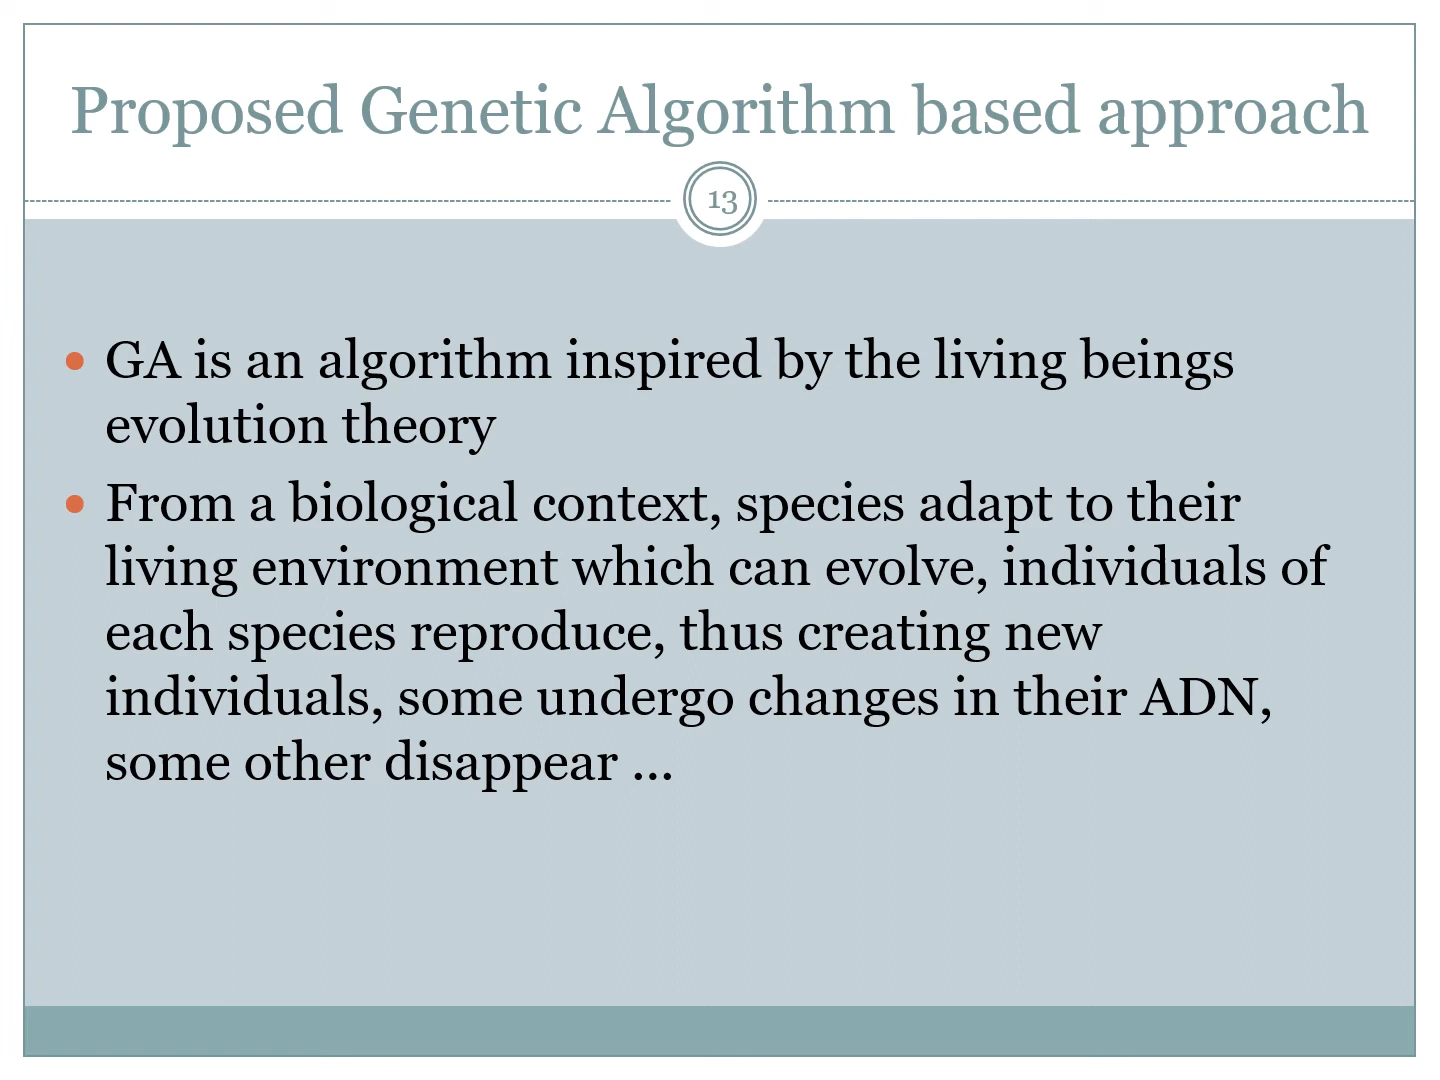 Proposed Genetic Algorithm based approach
13
• GA is an algorithm inspired by the living beings
evolution theory
• From a biological context, species adapt to their
living environment which can evolve, individuals of
each species reproduce, thus creating new
individuals, some undergo changes in their ADN,
some other disappear ...